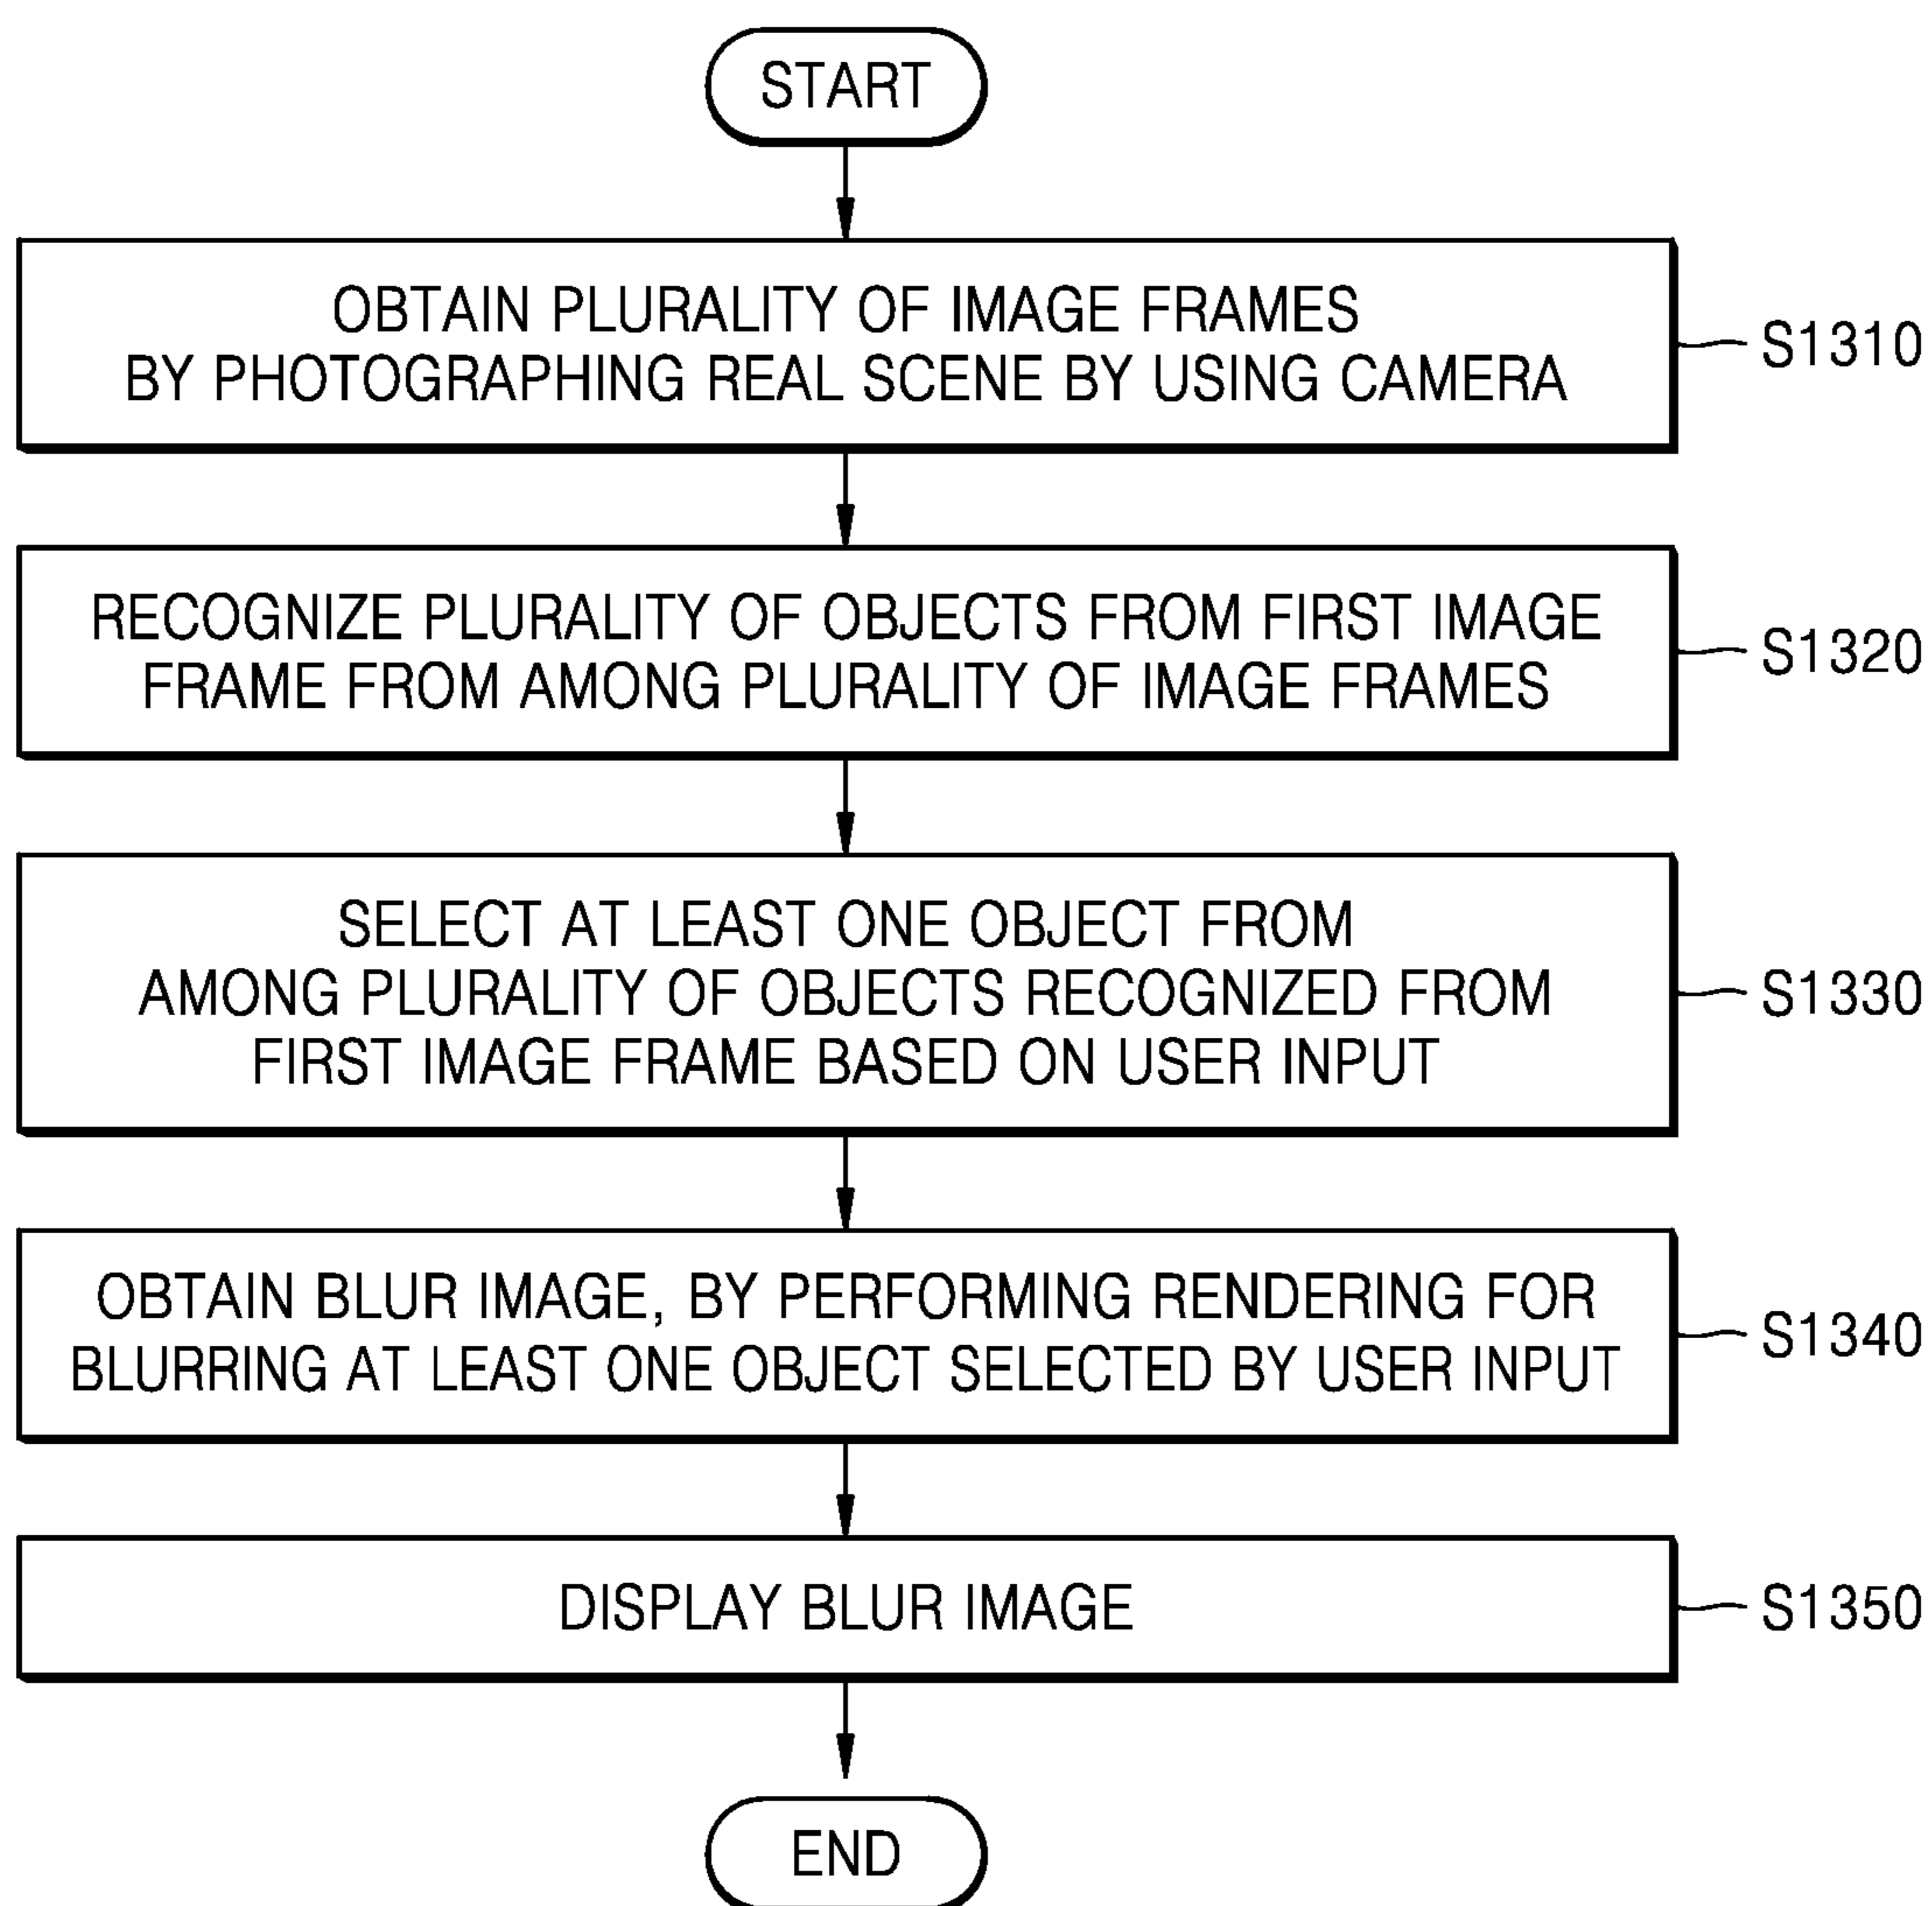 START
OBTAIN PLURALITY OF IMAGE FRAMES
BY PHOTOGRAPHING REAL SCENE BY USING CAMERA
S1310
RECOGNIZE PLURALITY OF OBJECTS FROM FIRST IMAGE
FRAME FROM AMONG PLURALITY OF IMAGE FRAMES
S1320
SELECT AT LEAST ONE OBJECT FROM
AMONG PLURALITY OF OBJECTS RECOGNIZED FROM
FIRST IMAGE FRAME BASED ON USER INPUT
S1330
OBTAIN BLUR IMAGE, BY PERFORMING RENDERING FOR
BLURRING AT LEAST ONE OBJECT SELECTED BY USER INPUT
S1340
DISPLAY BLUR IMAGE
S1350
END